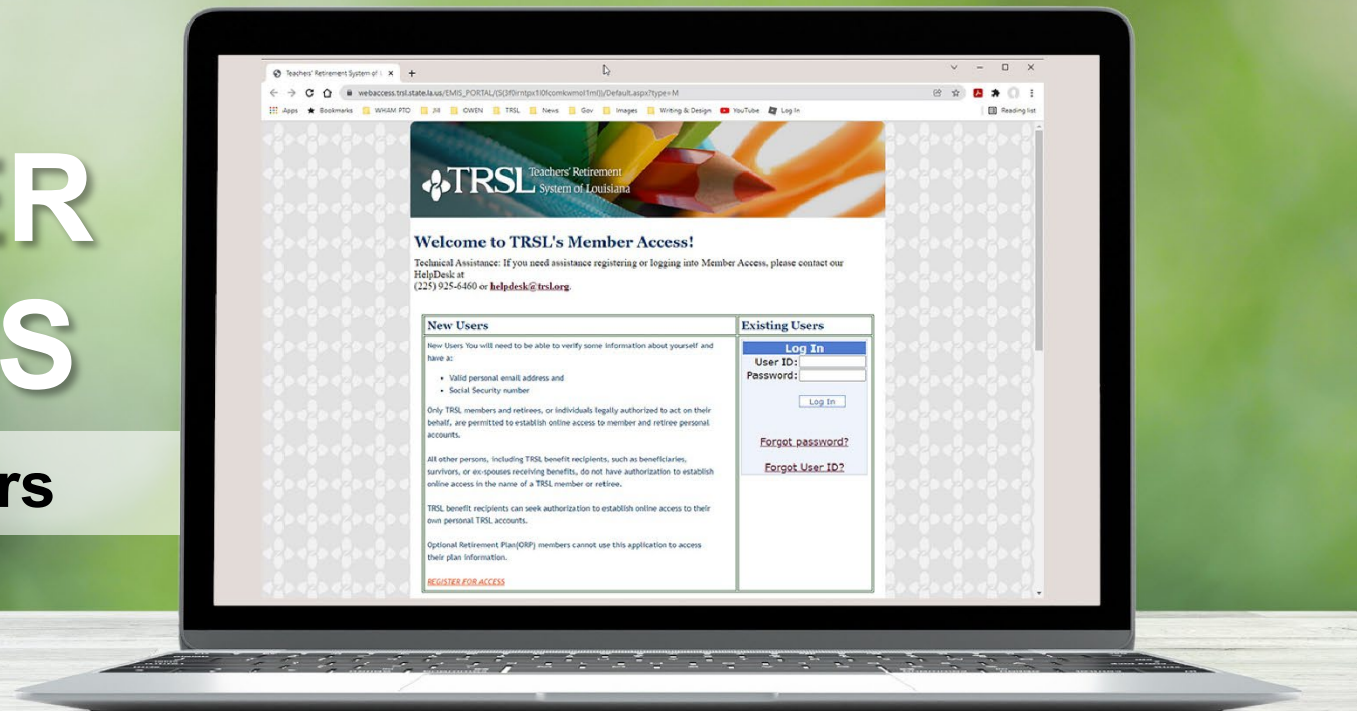 ER
S
rs
Teachers' Retirement System of L
webaccess.trsl.state.la.us/EMIS_PORTAL/(S(3f0rntpx1l0fcomkwmot1ml))/Default.aspx?type=M
Apps Bookmarks WHAM PTO Jill OWEN TRSL News Gov Images Writing & Design YouTube Log In Reading list
TRSL Teachers' Retirement
System of Louisiana
Welcome to TRSL's Member Access!
Technical Assistance: If you need assistance registering or logging into Member Access, please contact our
HelpDesk at
(225) 925-6460 or helpdesk@trsl.org.
New Users
New Users You will need to be able to verify some information about yourself and
have a:
• Valid personal email address and
• Social Security number
Only TRSL members and retirees, or individuals legally authorized to act on their
behalf, are permitted to establish online access to member and retiree personal
accounts.
All other persons, including TRSL benefit recipients, such as beneficiaries,
survivors, or ex-spouses receiving benefits, do not have authorization to establish
online access in the name of a TRSL member or retiree.
TRSL benefit recipients can seek authorization to establish online access to their
own personal TRSL accounts.
Optional Retirement Plan(ORP) members cannot use this application to access
their plan information.
REGISTER FOR ACCESS
Existing Users
Log In
User ID:
Password:
Log In
Forgot password?
Forgot User ID?